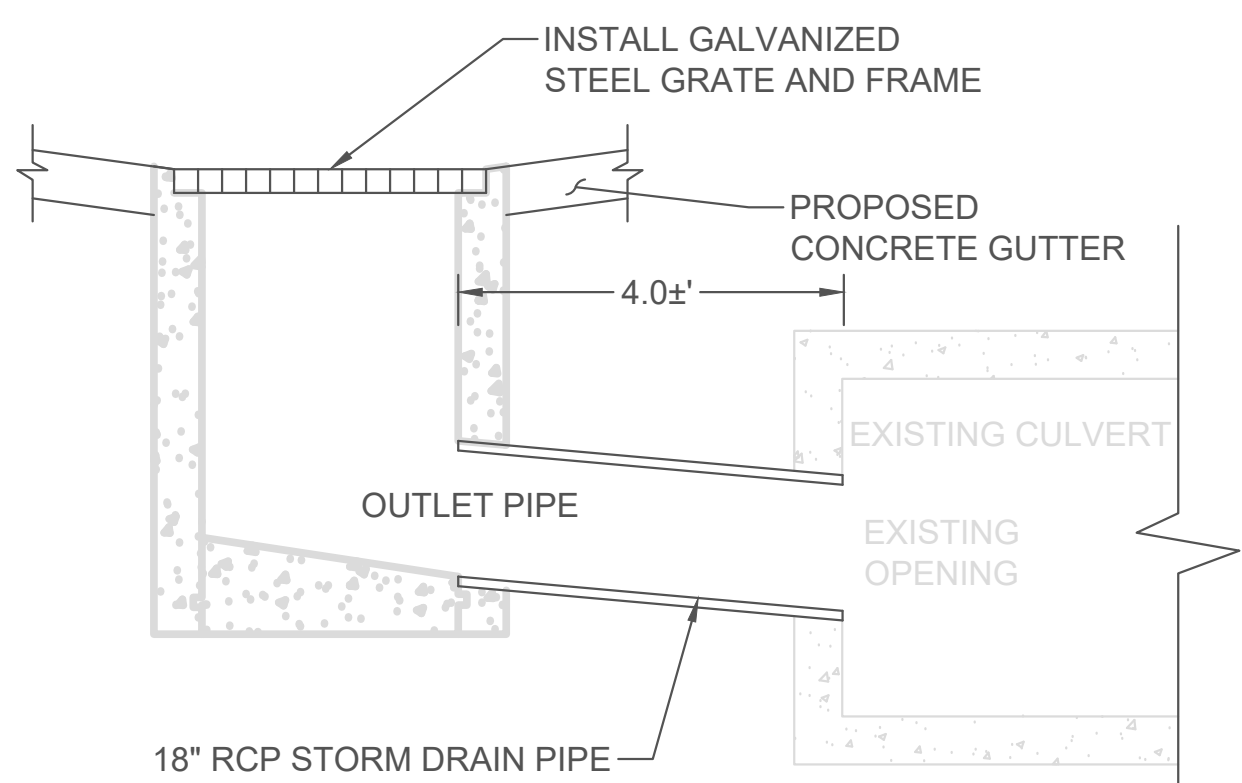 INSTALL GALVANIZED
STEEL GRATE AND FRAME
PROPOSED
CONCRETE GUTTER
4.0±'
EXISTING CULVERT
OUTLET PIPE
EXISTING
OPENING
18" RCP STORM DRAIN PIPE